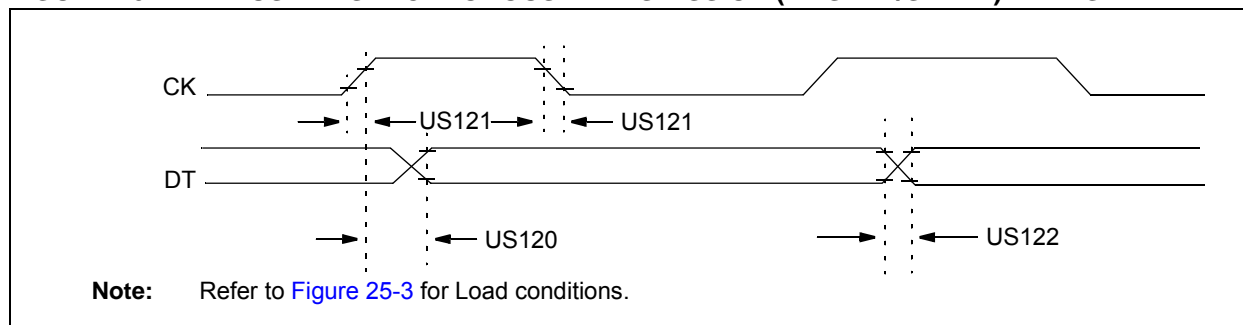 CK
US121 US121
DT
US120 US122
Note: Refer to Figure 25-3 for Load conditions.